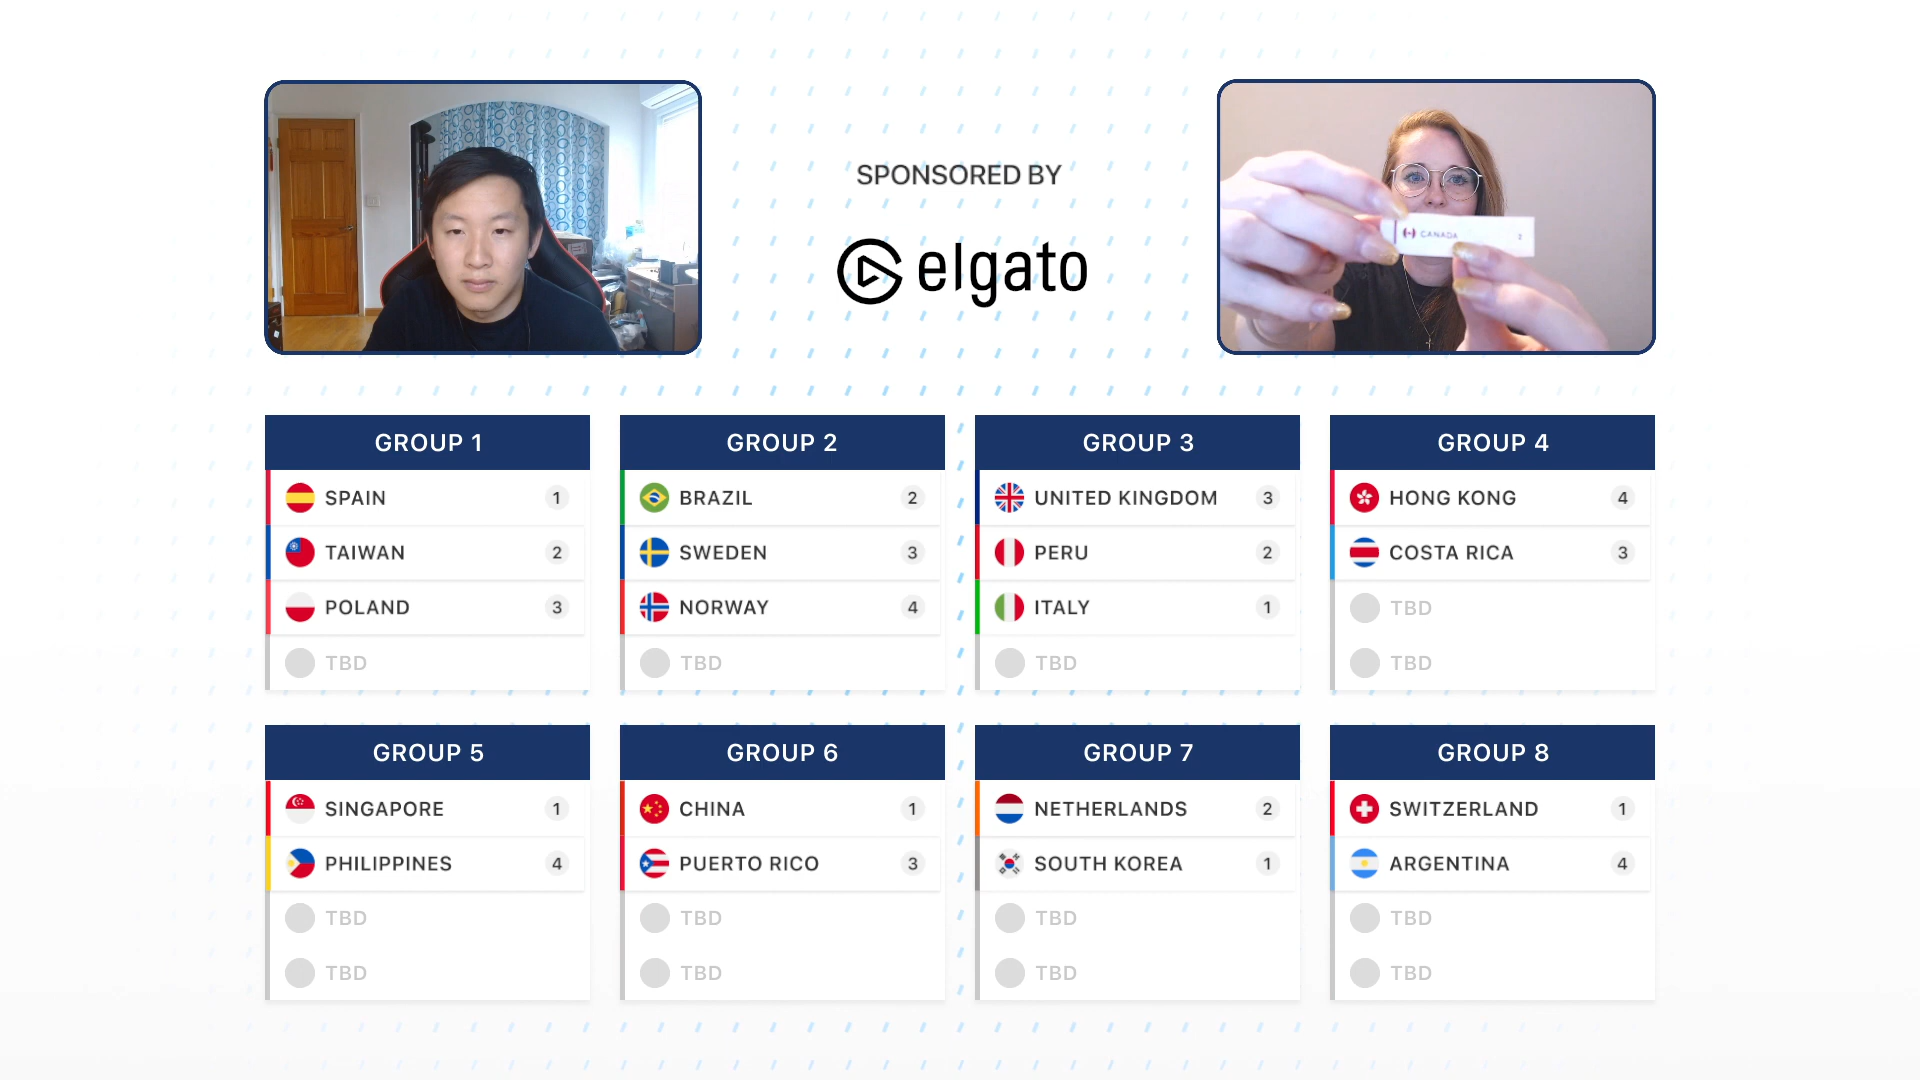 SPONSORED BY
elgato
CANADA 2
GROUP 1
SPAIN 1
TAIWAN 2
POLAND 3
TBD
GROUP 2
BRAZIL 2
SWEDEN 3
NORWAY 4
TBD
GROUP 3
UNITED KINGDOM 3
PERU 2
ITALY 1
TBD
GROUP 4
HONG KONG 4
COSTA RICA 3
TBD
TBD
GROUP 5
SINGAPORE 1
PHILIPPINES 4
TBD
TBD
GROUP 6
CHINA 1
PUERTO RICO 3
TBD
TBD
GROUP 7
NETHERLANDS 2
SOUTH KOREA 1
TBD
TBD
GROUP 8
SWITZERLAND 1
ARGENTINA 4
TBD
TBD